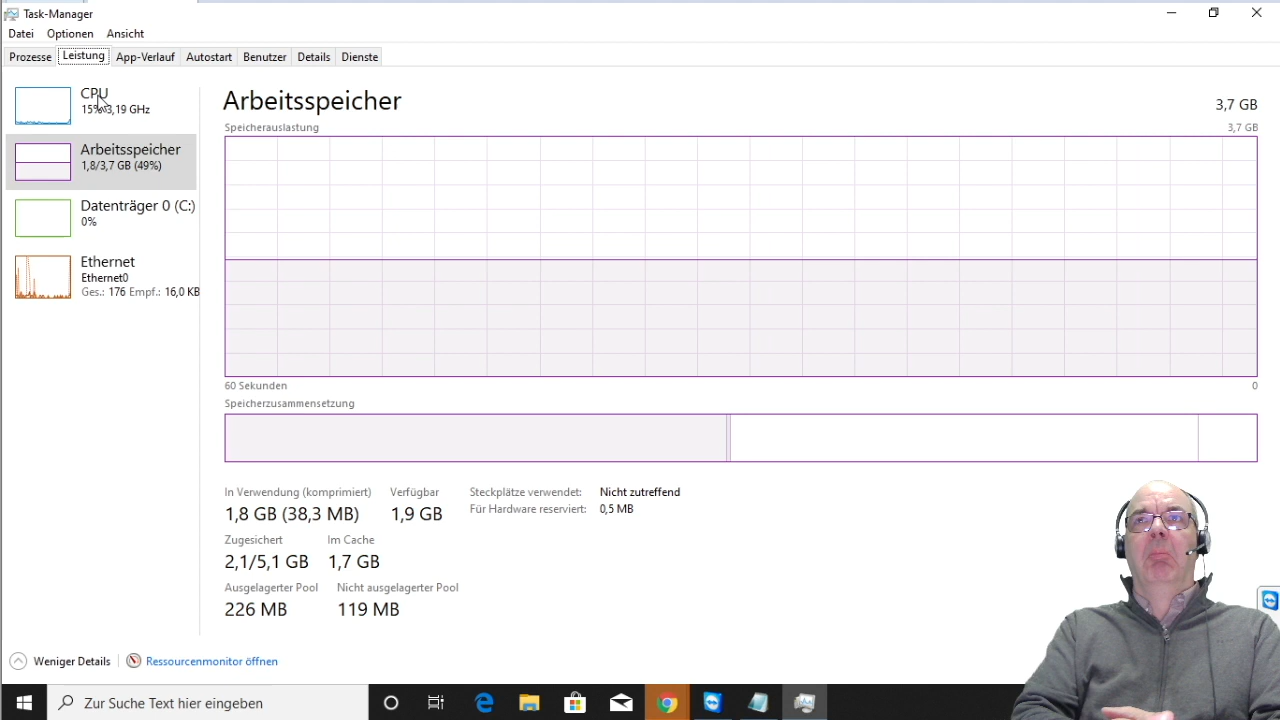 Task-Manager
Datei Optionen Ansicht
Prozesse Leistung App-Verlauf Autostart Benutzer Details Dienste
CPU
15% 3,19 GHz
Arbeitsspeicher
1,8/3,7 GB (49%)
Datenträger 0 (C:)
0%
Ethernet
Ethernet0
Ges.: 176 Empf.: 16,0 KB
Arbeitsspeicher 3,7 GB
Speicherauslastung 3,7 GB
60 Sekunden 0
Speicherzusammensetzung
In Verwendung (komprimiert) Verfügbar
1,8 GB (38,3 MB) 1,9 GB
Steckplätze verwendet: Nicht zutreffend
Für Hardware reserviert: 0,5 MB
Zugesichert Im Cache
2,1/5,1 GB 1,7 GB
Ausgelagerter Pool Nicht ausgelagerter Pool
226 MB 119 MB
Weniger Details Ressourcenmonitor öffnen
Zur Suche Text hier eingeben